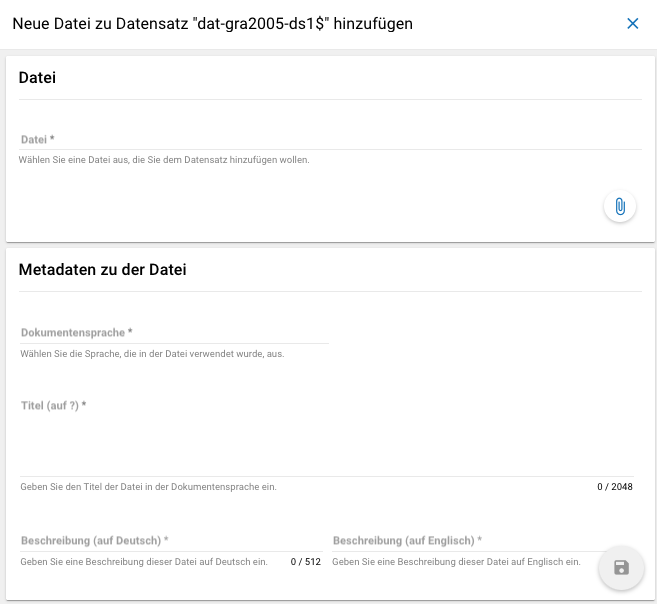 Neue Datei zu Datensatz "dat-gra2005-ds1$" hinzufügen
Datei
Datei *
Wählen Sie eine Datei aus, die Sie dem Datensatz hinzufügen wollen.
Metadaten zu der Datei
Dokumentensprache *
Wählen Sie die Sprache, die in der Datei verwendet wurde, aus.
Titel (auf ?) *
Geben Sie den Titel der Datei in der Dokumentensprache ein. 0 / 2048
Beschreibung (auf Deutsch) * Beschreibung (auf Englisch) *
Geben Sie eine Beschreibung dieser Datei auf Deutsch ein. 0 / 512 Geben Sie eine Beschreibung dieser Datei auf Englisch ein.